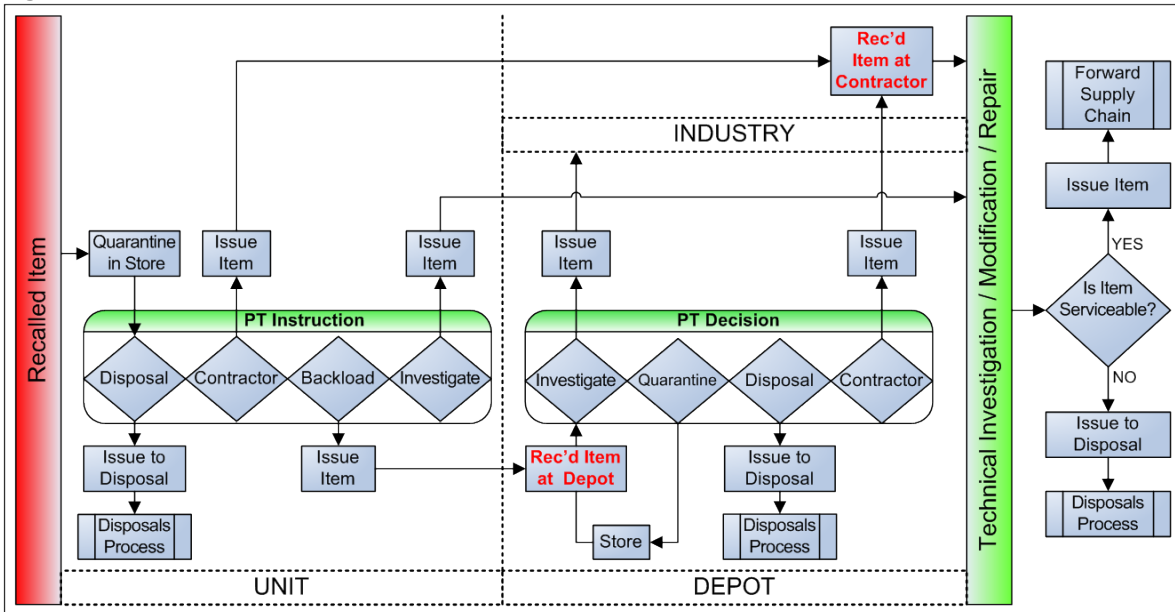 Recalled Item
Quarantine
in Store
Issue
Item
Issue
Item
PT Instruction
Disposal
Contractor
Backload
Investigate
Issue to
Disposal
Disposals
Process
Issue
Item
UNIT
Rec'd
Item at
Contractor
INDUSTRY
Issue
Item
Issue
Item
PT Decision
Investigate
Quarantine
Disposal
Contractor
Rec'd Item
at Depot
Store
Issue to
Disposal
Disposals
Process
DEPOT
Technical Investigation / Modification / Repair
Forward
Supply
Chain
Issue Item
YES
Is Item
Serviceable?
NO
Issue to
Disposal
Disposals
Process